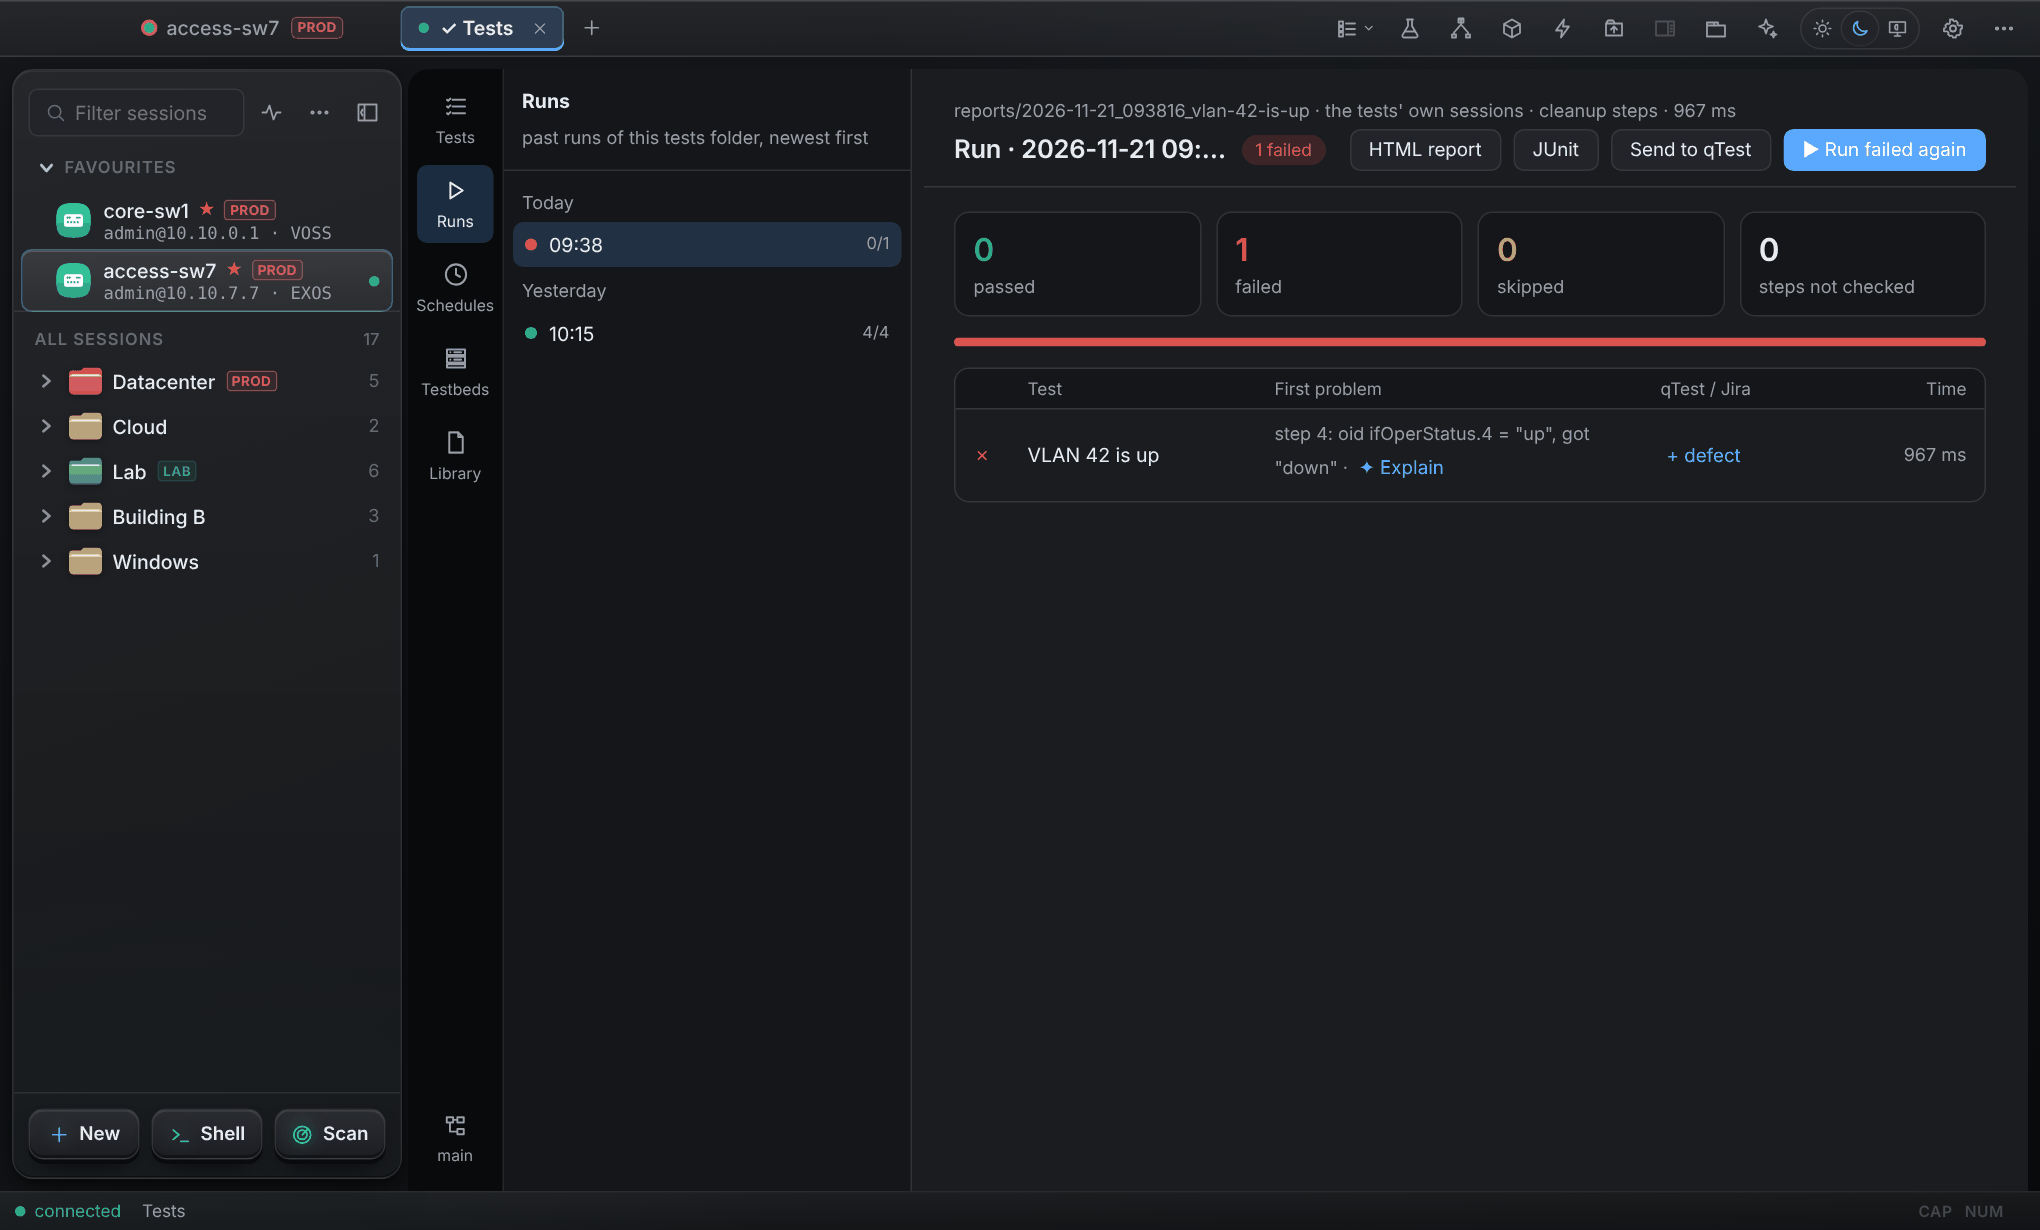 access-sw7 PROD
✓ Tests
Filter sessions
FAVOURITES
core-sw1 ★ PROD
admin@10.10.0.1 · VOSS
access-sw7 ★ PROD
admin@10.10.7.7 · EXOS
ALL SESSIONS 17
Datacenter PROD 5
Cloud 2
Lab LAB 6
Building B 3
Windows 1
New
Shell
Scan
Tests
Runs
Schedules
Testbeds
Library
main
Runs
past runs of this tests folder, newest first
Today
09:38 0/1
Yesterday
10:15 4/4
reports/2026-11-21_093816_vlan-42-is-up · the tests' own sessions · cleanup steps · 967 ms
Run · 2026-11-21 09:... 1 failed HTML report JUnit Send to qTest ▶ Run failed again
0 passed
1 failed
0 skipped
0 steps not checked
Test First problem qTest / Jira Time
× VLAN 42 is up step 4: oid ifOperStatus.4 = "up", got
"down" · ✦ Explain + defect 967 ms
connected Tests CAP NUM